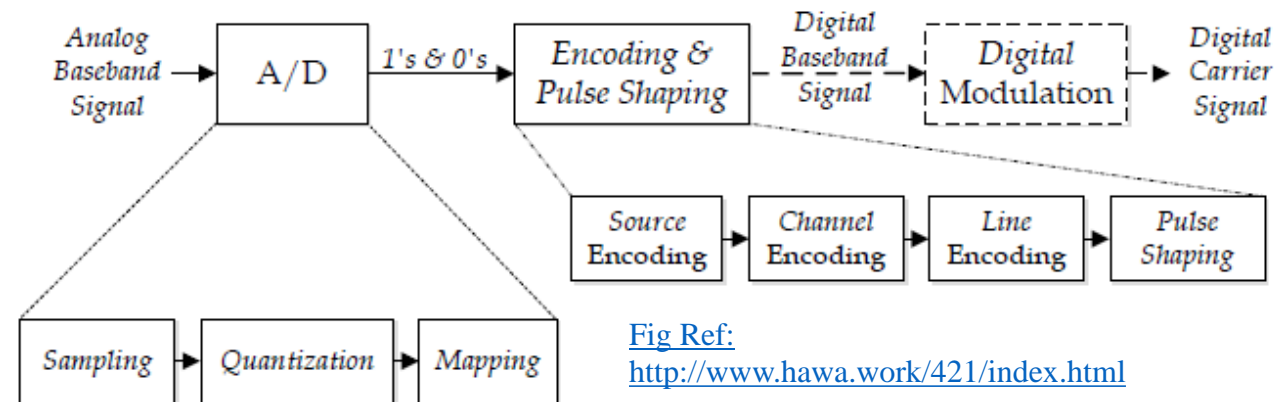 Analog
Baseband
Signal
A/D
1's & 0's
Encoding &
Pulse Shaping
Digital
Baseband
Signal
Digital
Modulation
Digital
Carrier
Signal
Source
Encoding
Channel
Encoding
Line
Encoding
Pulse
Shaping
Sampling
Quantization
Mapping
Fig Ref:
http://www.hawa.work/421/index.html